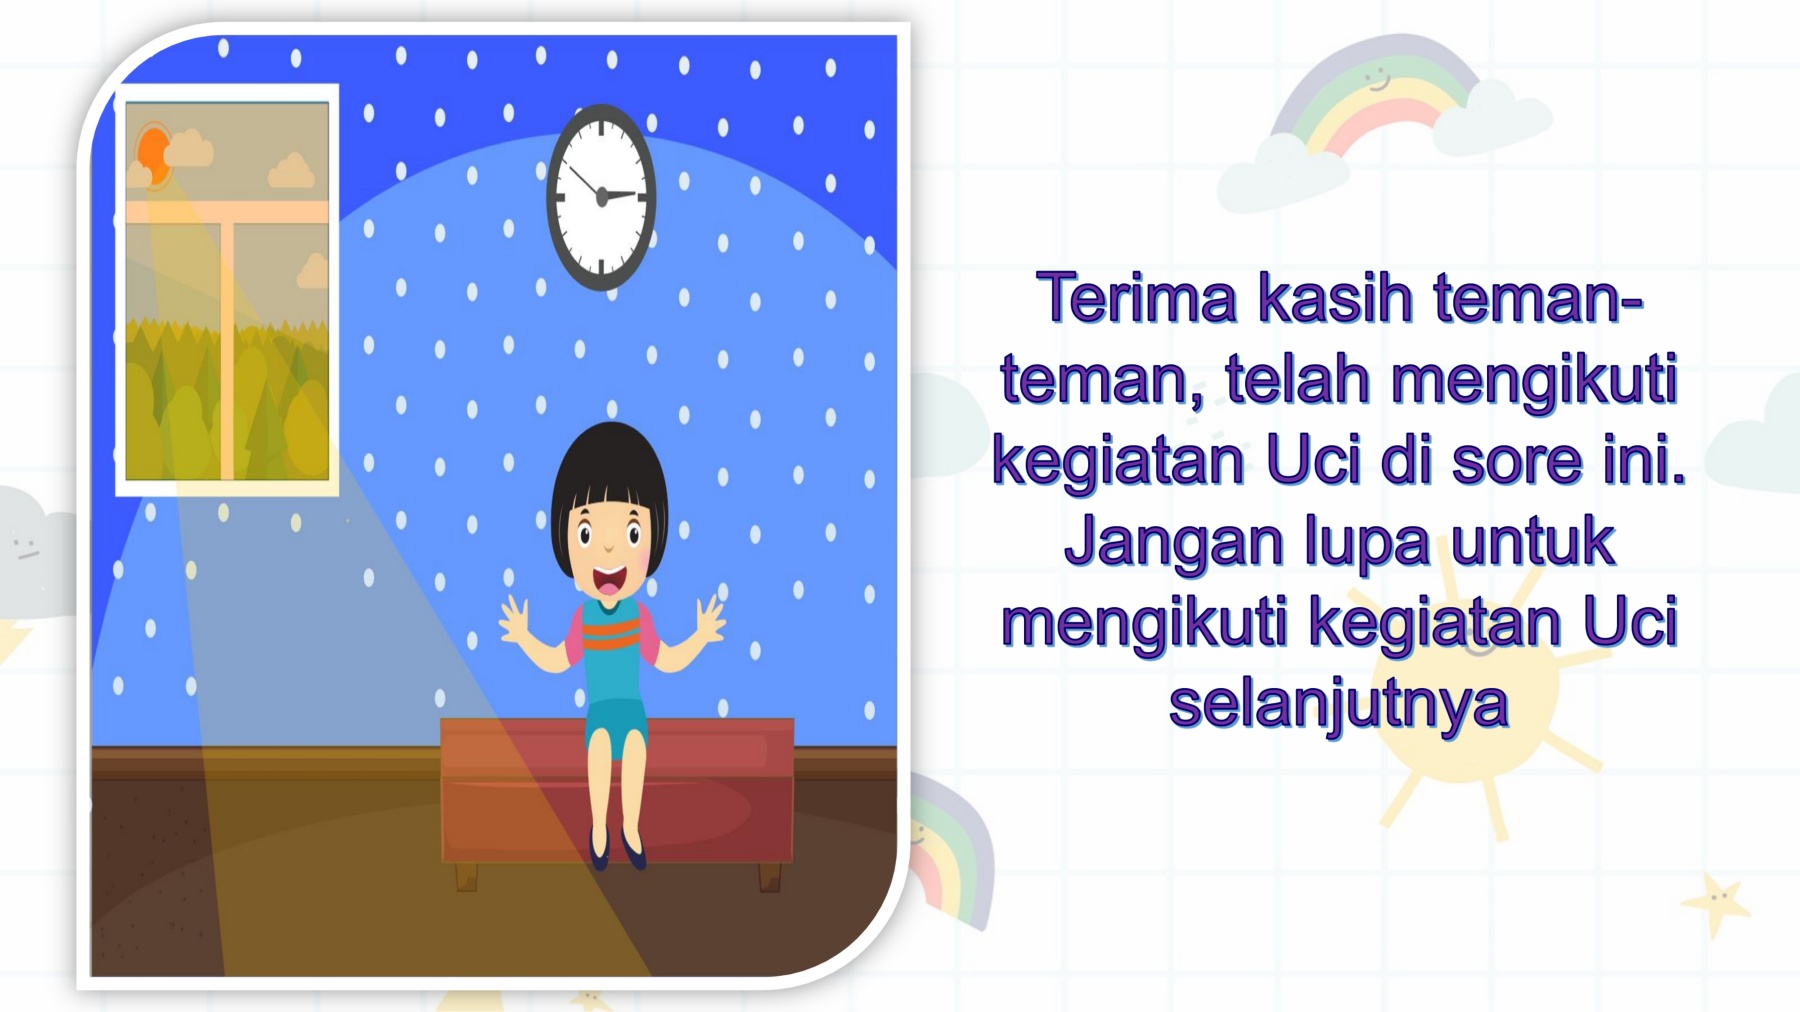 Terima kasih teman-
teman, telah mengikuti
kegiatan Uci di sore ini.
Jangan lupa untuk
mengikuti kegiatan Uci
selanjutnya